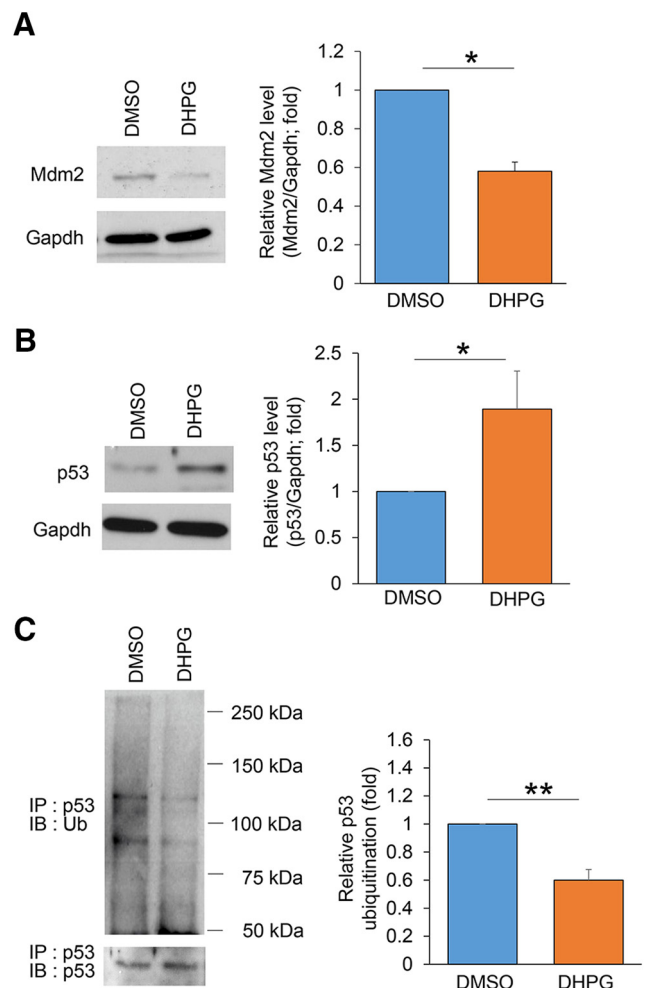 A
DMSO
DHPG
Mdm2
Gapdh
Relative Mdm2 level
(Mdm2/Gapdh; fold)
1.2
1
0.8
0.6
0.4
0.2
0
*
DMSO
DHPG
B
DMSO
DHPG
p53
Gapdh
Relative p53 level
(p53/Gapdh; fold)
2.5
2
1.5
1
0.5
0
*
DMSO
DHPG
C
DMSO
DHPG
250 kDa
150 kDa
100 kDa
75 kDa
50 kDa
IP : p53
IB : Ub
IP : p53
IB : p53
Relative p53
ubiquitination (fold)
1.6
1.4
1.2
1
0.8
0.6
0.4
0.2
0
**
DMSO
DHPG